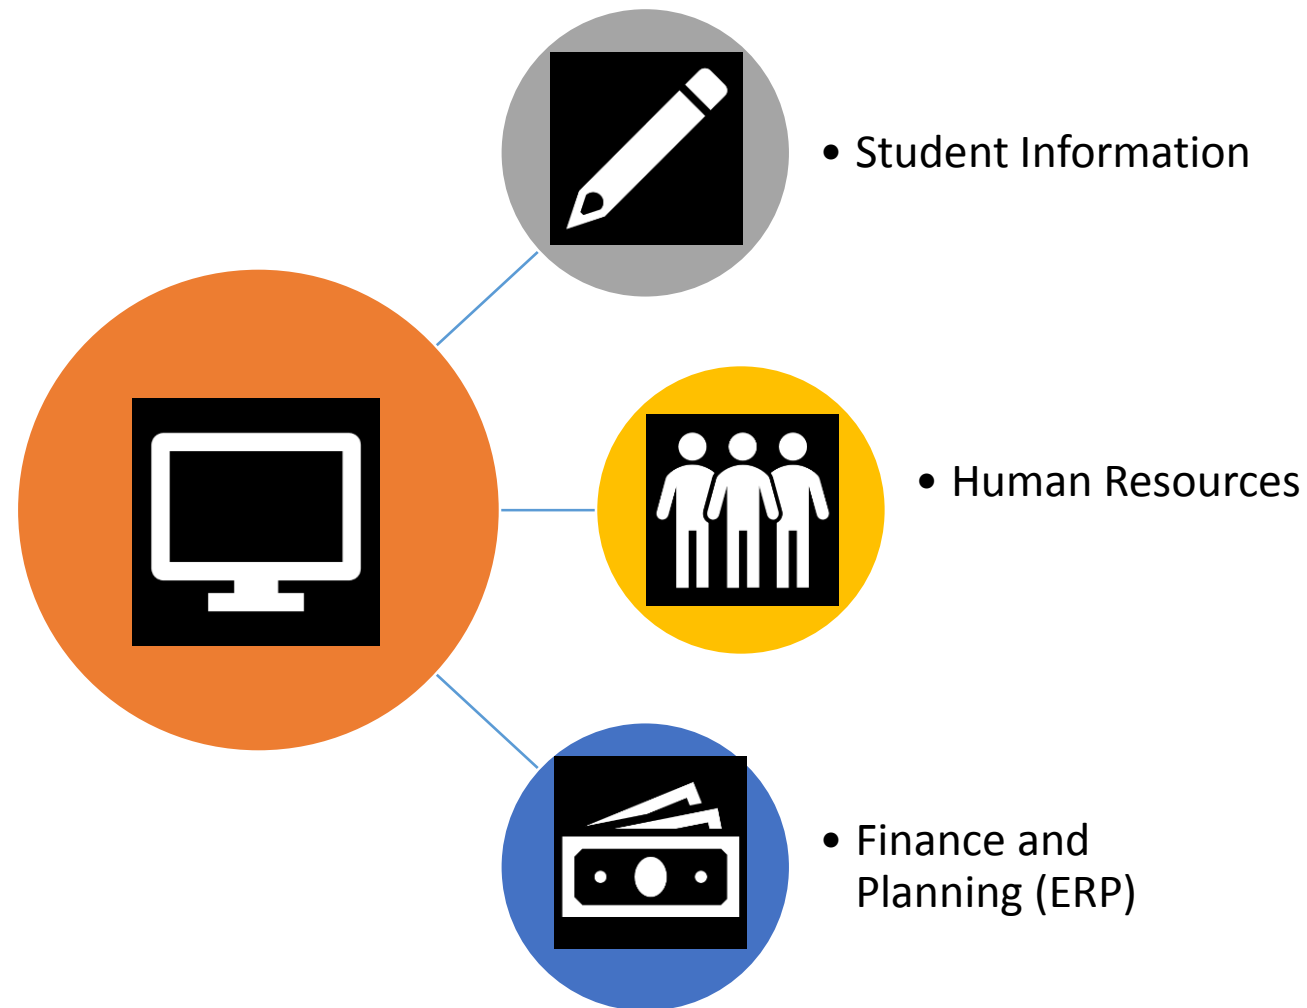 • Student Information
• Human Resources
• Finance and
Planning (ERP)